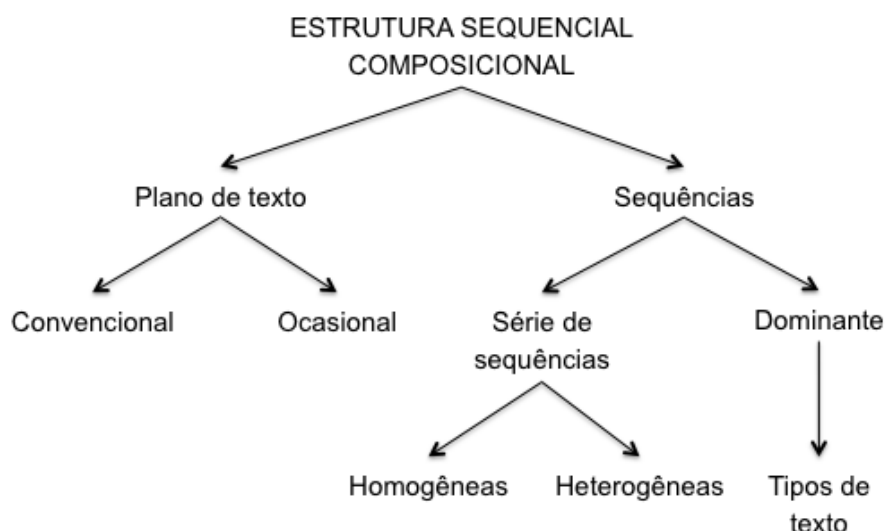 ESTRUTURA SEQUENCIAL
COMPOSICIONAL
Plano de texto
Sequências
Convencional
Ocasional
Série de
sequências
Dominante
Homogêneas
Heterogêneas
Tipos de
texto